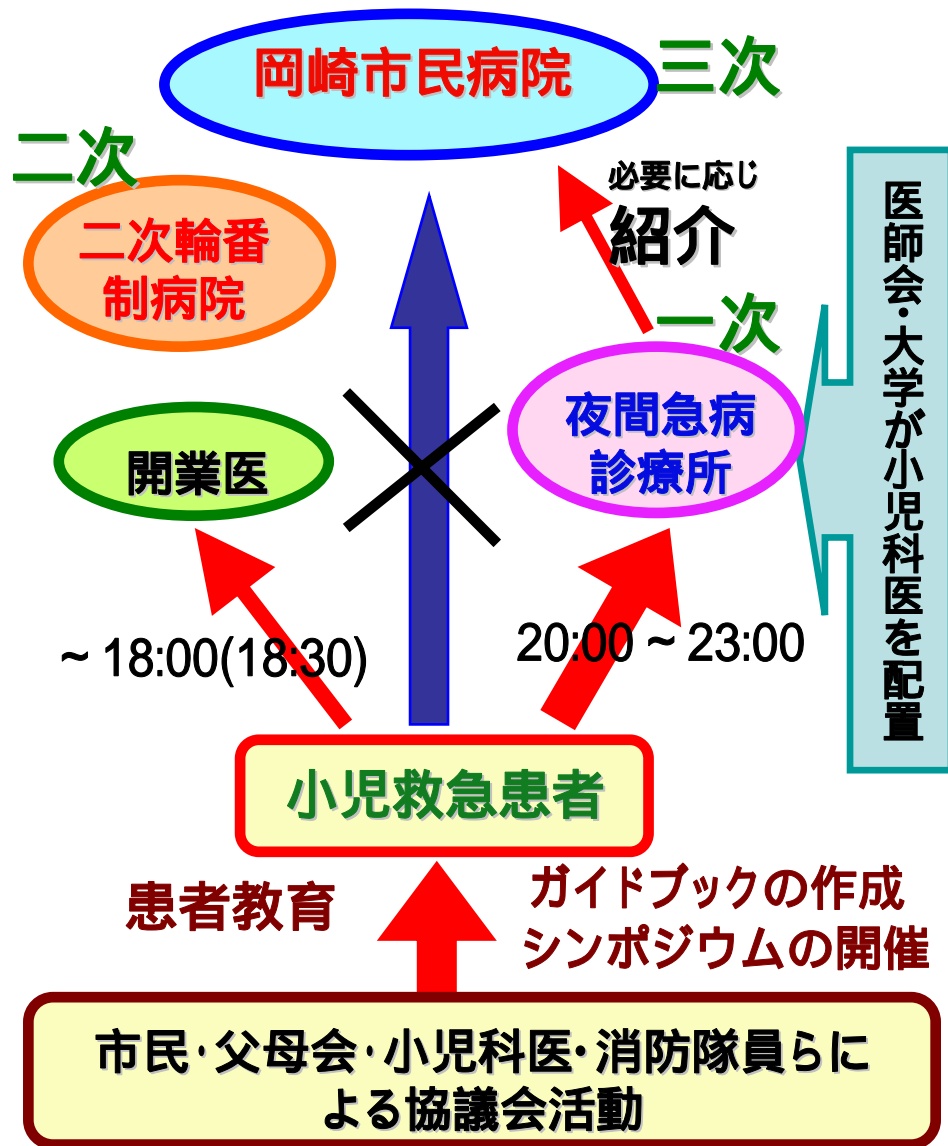 岡崎市民病院
三次
二次
二次輪番
制病院
必要に応じ
紹介
一次
夜間急病
診療所
開業医
医師会・大学が小児科医を配置
~ 18:00(18:30)
20:00 ~ 23:00
小児救急患者
患者教育
ガイドブックの作成
シンポジウムの開催
市民・父母会・小児科医・消防隊員らに
よる協議会活動